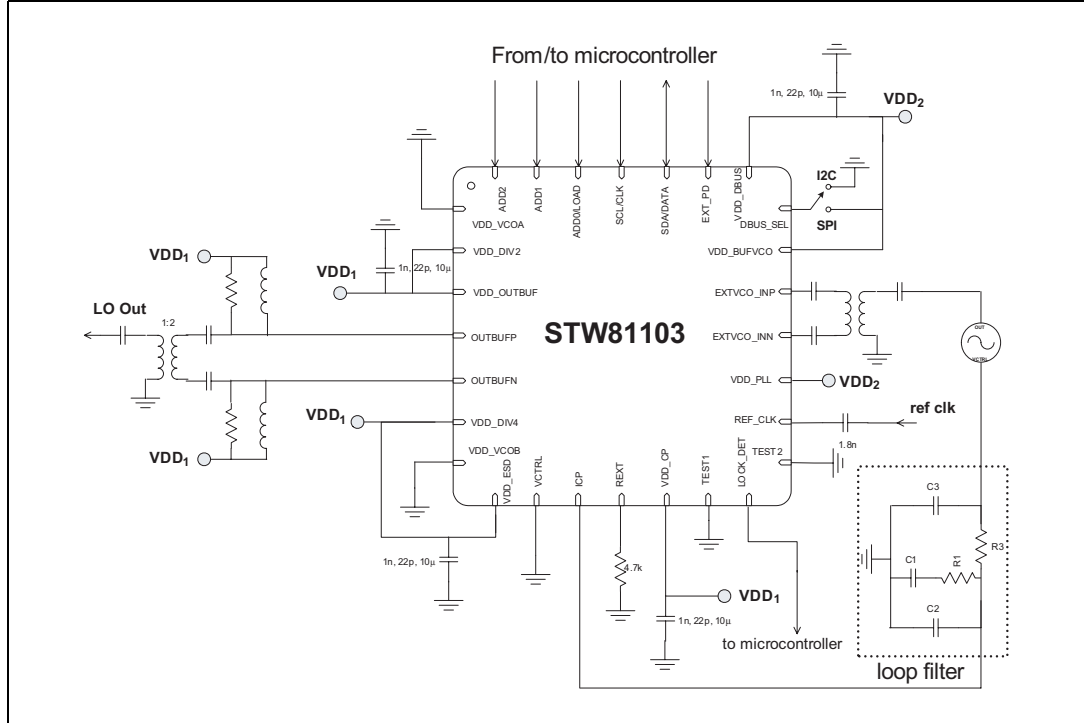 From/to microcontroller
1n, 22p, 10µ
VDD2
ADD2
ADD1
ADD0/LOAD
SCL/CLK
SDA/DATA
EXT_PD
VDD_DBUS
I2C
SPI
VDD_VCOA
DBUS_SEL
VDD_DIV2
VDD_BUFVCO
VDD1
1n, 22p, 10µ
VDD1
VDD_OUTBUF
EXTVCO_INP
LO Out
1:2
OUTBUFP
STW81103
EXTVCO_INN
OUT
VCTRL
OUTBUFN
VDD_PLL
VDD2
VDD1
VDD_DIV4
REF_CLK
ref clk
1.8n
VDD1
VDD_VCOB
TEST2
VDD_ESD
VCTRL
ICP
REXT
VDD_CP
TEST1
LOCK_DET
C3
R3
C1
R1
C2
1n, 22p, 10µ
4.7k
VDD1
1n, 22p, 10µ
to microcontroller
loop filter